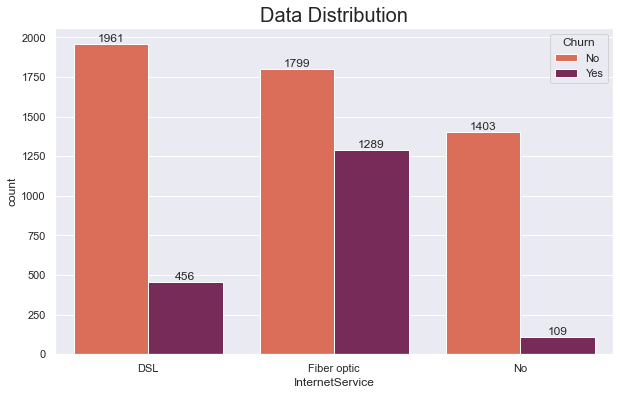 Data Distribution
Churn
No
Yes
2000
1750
1500
1250
1000
750
500
250
0
count
1961
456
1799
1289
1403
109
DSL
Fiber optic
No
InternetService